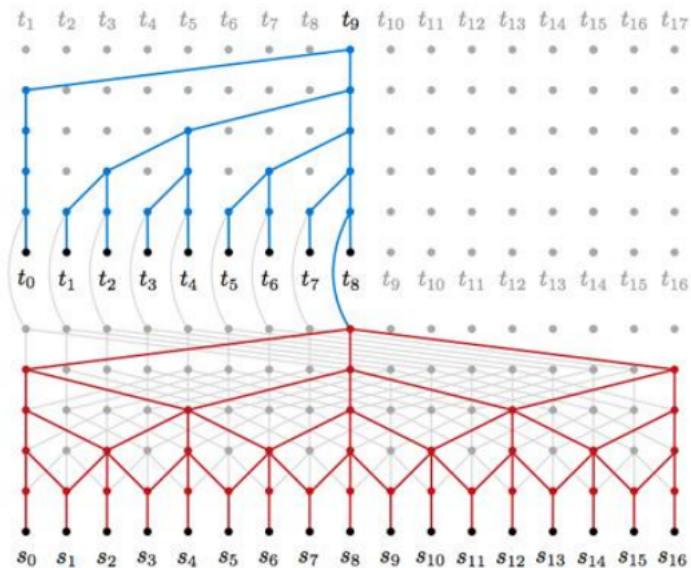 t₁ t₂ t₃ t₄ t₅ t₆ t₇ t₈ t₉ t₁₀ t₁₁ t₁₂ t₁₃ t₁₄ t₁₅ t₁₆ t₁₇
t₀ t₁ t₂ t₃ t₄ t₅ t₆ t₇ t₈ t₉ t₁₀ t₁₁ t₁₂ t₁₃ t₁₄ t₁₅ t₁₆
s₀ s₁ s₂ s₃ s₄ s₅ s₆ s₇ s₈ s₉ s₁₀ s₁₁ s₁₂ s₁₃ s₁₄ s₁₅ s₁₆